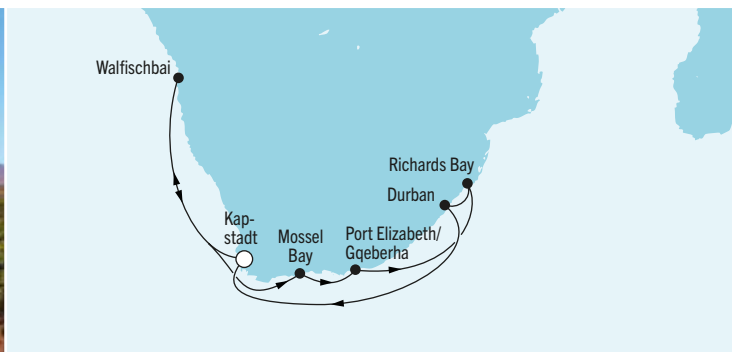 Walfischbai
Richards Bay
Durban
Kap-
stadt
Mossel
Bay
Port Elizabeth/
Gqeberha